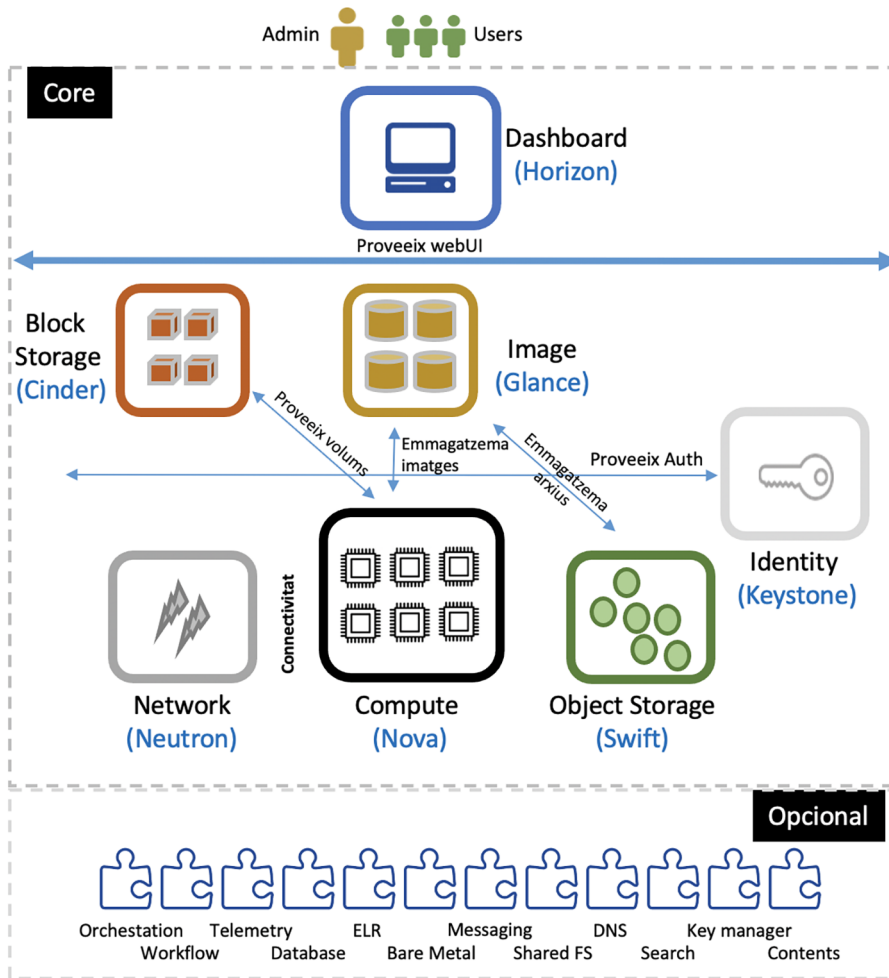 Admin
Users
Core
Dashboard
(Horizon)
Proveeix webUI
Block
Storage
(Cinder)
Image
(Glance)
Proveeix volums
Emmagatzema
imatges
Emmagatzema
arxius
Proveeix Auth
Identity
(Keystone)
Connectivitat
Network
(Neutron)
Compute
(Nova)
Object Storage
(Swift)
Opcional
Orchestration
Workflow
Telemetry
Database
ELR
Bare Metal
Messaging
Shared FS
DNS
Search
Key manager
Contents